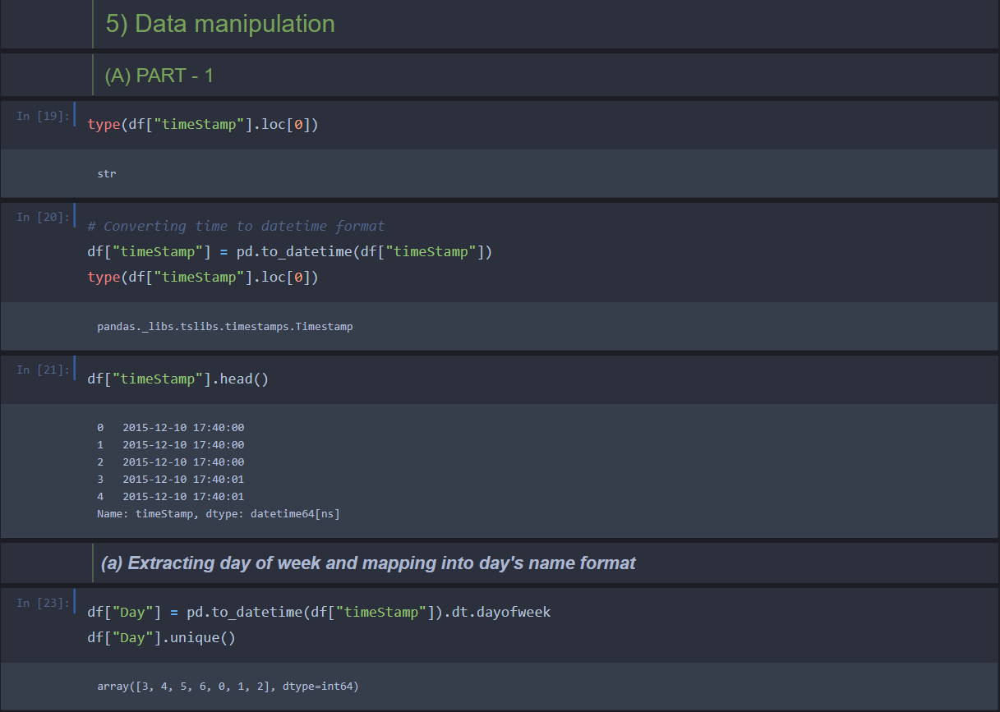 5) Data manipulation
(A) PART - 1
In [19]:
type(df["timeStamp"].loc[0])
str
In [20]:
# Converting time to datetime format
df["timeStamp"] = pd.to_datetime(df["timeStamp"])
type(df["timeStamp"].loc[0])
pandas._libs.tslibs.timestamps.Timestamp
In [21]:
df["timeStamp"].head()
0   2015-12-10 17:40:00
1   2015-12-10 17:40:00
2   2015-12-10 17:40:00
3   2015-12-10 17:40:01
4   2015-12-10 17:40:01
Name: timeStamp, dtype: datetime64[ns]
(a) Extracting day of week and mapping into day's name format
In [23]:
df["Day"] = pd.to_datetime(df["timeStamp"]).dt.dayofweek
df["Day"].unique()
array([3, 4, 5, 6, 0, 1, 2], dtype=int64)